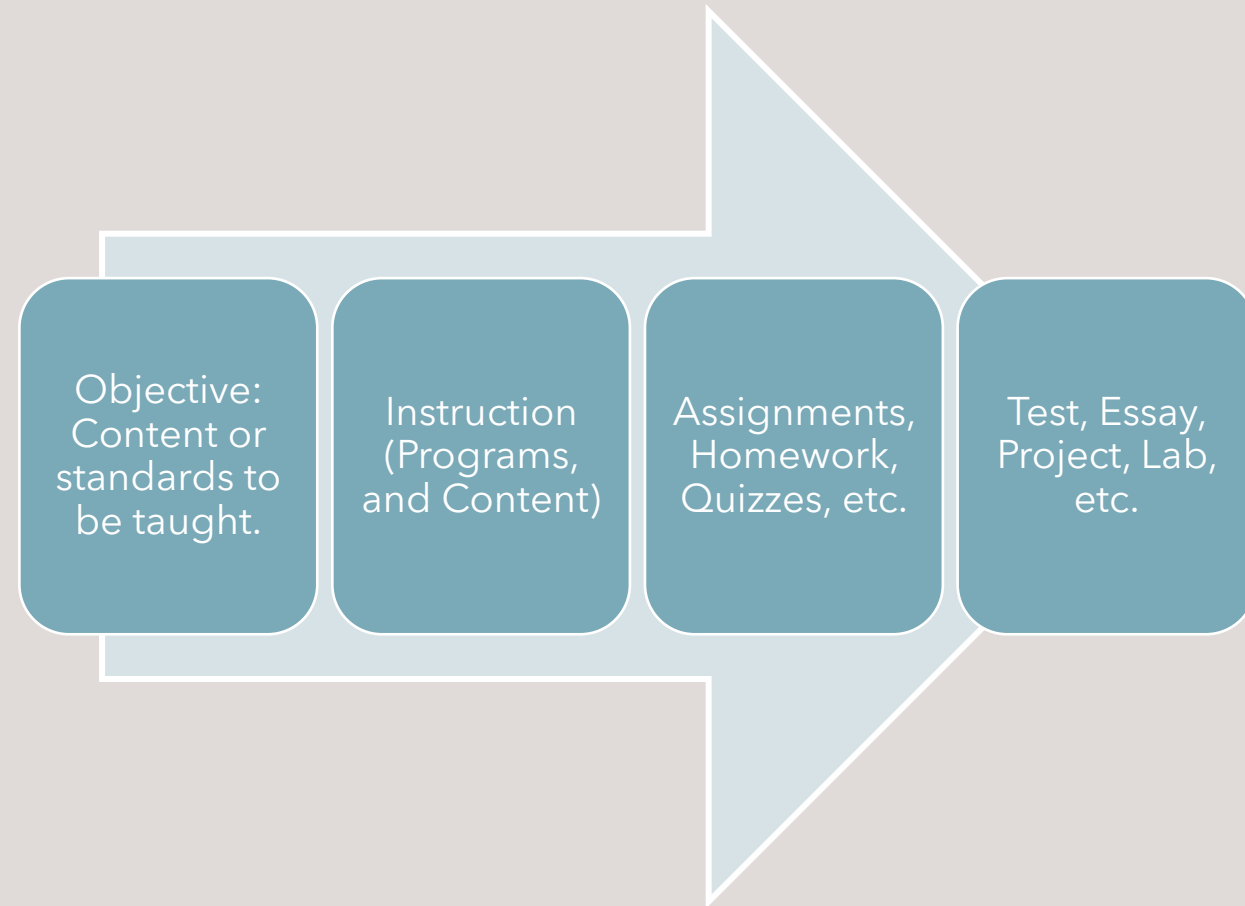 Objective:
Content or
standards to
be taught.
Instruction
(Programs,
and Content)
Assignments,
Homework,
Quizzes, etc.
Test, Essay,
Project, Lab,
etc.